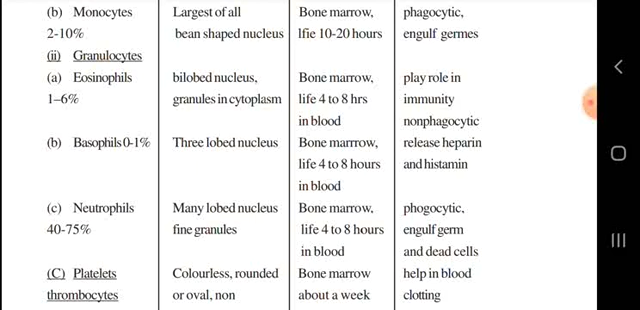 (b) Monocytes Largest of all Bone marrow, phagocytic,
2-10% bean shaped nucleus lfie 10-20 hours engulf germes
(ii) Granulocytes
(a) Eosinophils bilobed nucleus, Bone marrow, play role in
1–6% granules in cytoplasm life 4 to 8 hrs immunity
in blood nonphagocytic
(b) Basophils 0-1% Three lobed nucleus Bone marrrow, release heparin
life 4 to 8 hours and histamin
in blood
(c) Neutrophils Many lobed nucleus Bone marrow, phogocytic,
40-75% fine granules life 4 to 8 hours engulf germ
in blood and dead cells
(C) Platelets Colourless, rounded Bone marrow help in blood
thrombocytes or oval, non about a week clotting